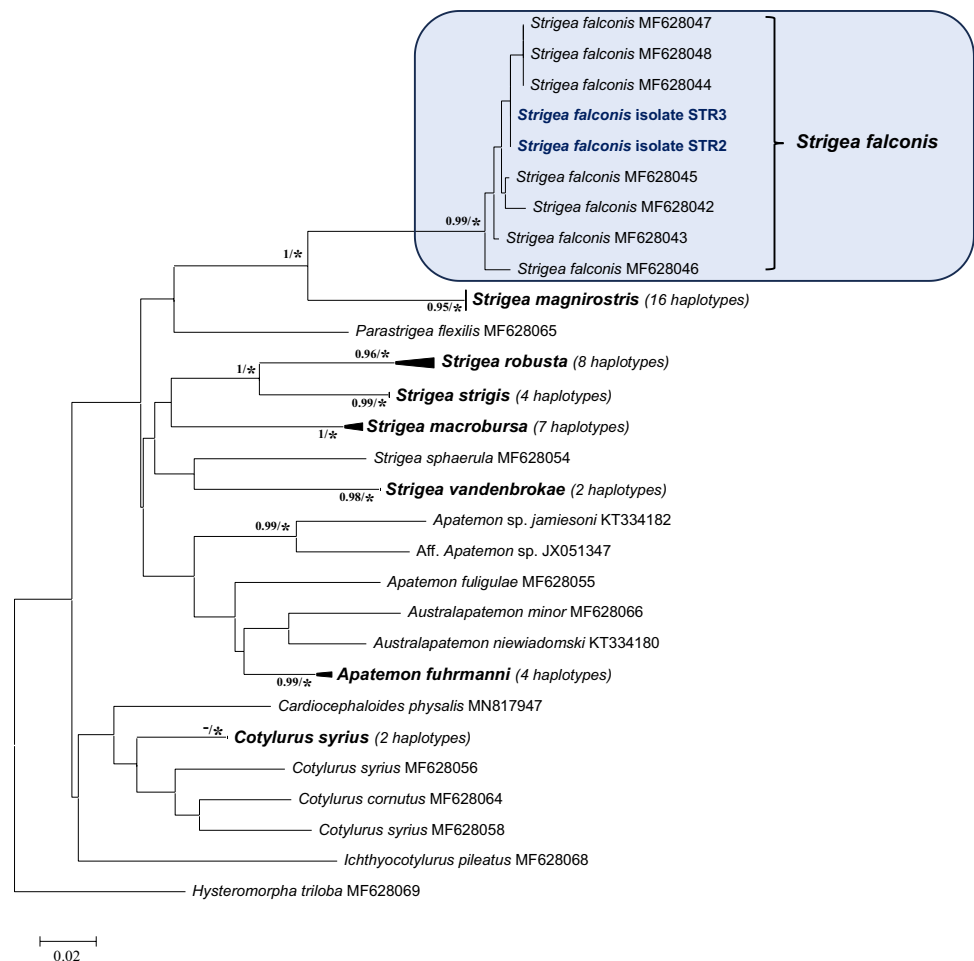 Strigea falconis MF628047
Strigea falconis MF628048
Strigea falconis MF628044
Strigea falconis isolate STR3
Strigea falconis isolate STR2
Strigea falconis
Strigea falconis MF628045
Strigea falconis MF628042
0.99/*
Strigea falconis MF628043
1/*
Strigea falconis MF628046
0.95/*
Strigea magnirostris (16 haplotypes)
Parastrigea flexilis MF628065
0.96/*
Strigea robusta (8 haplotypes)
1/*
0.99/*
Strigea strigis (4 haplotypes)
1/*
Strigea macrobursa (7 haplotypes)
Strigea sphaerula MF628054
0.98/*
Strigea vandenbrokae (2 haplotypes)
0.99/*
Apatemon sp. jamiesoni KT334182
Aff. Apatemon sp. JX051347
Apatemon fuligulae MF628055
Australapatemon minor MF628066
Australapatemon niewiadomski KT334180
0.99/*
Apatemon fuhrmanni (4 haplotypes)
Cardiocephaloides physalis MN817947
-/*
Cotylurus syrius (2 haplotypes)
Cotylurus syrius MF628056
Cotylurus cornutus MF628064
Cotylurus syrius MF628058
Ichthyocotylurus pileatus MF628068
Hysteromorpha triloba MF628069
0.02